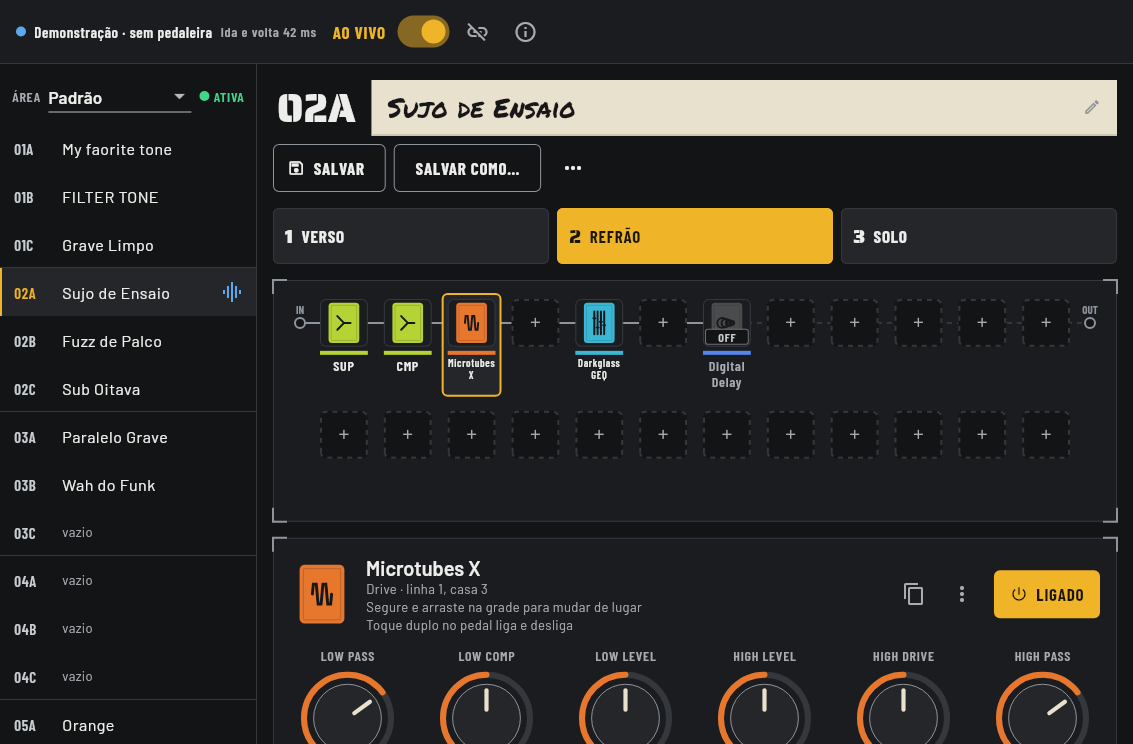 Demonstração · sem pedaleira Ida e volta 42 ms AO VIVO
ÁREA Padrão ATIVA
01A My faorite tone
01B FILTER TONE
01C Grave Limpo
02A Sujo de Ensaio
02B Fuzz de Palco
02C Sub Oitava
03A Paralelo Grave
03B Wah do Funk
03C vazio
04A vazio
04B vazio
04C vazio
05A Orange
02A Sujo de Ensaio
SALVAR SALVAR COMO... ...
1 VERSO 2 REFRÃO 3 SOLO
IN + + OFF + + + + + OUT
SUP CMP Microtubes X Darkglass GEQ Digital Delay
+ + + + + + + + + + + +
Microtubes X
Drive · linha 1, casa 3
Segure e arraste na grade para mudar de lugar
Toque duplo no pedal liga e desliga
LIGADO
LOW PASS LOW COMP LOW LEVEL HIGH LEVEL HIGH DRIVE HIGH PASS